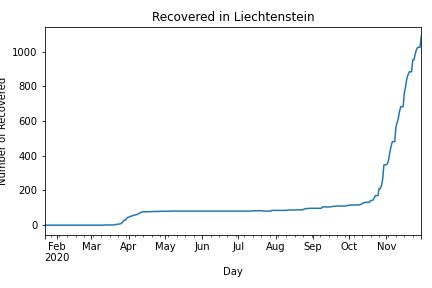 Recovered in Liechtenstein
Number of Recovered
1000
800
600
400
200
0
Feb Mar Apr May Jun Jul Aug Sep Oct Nov
2020
Day